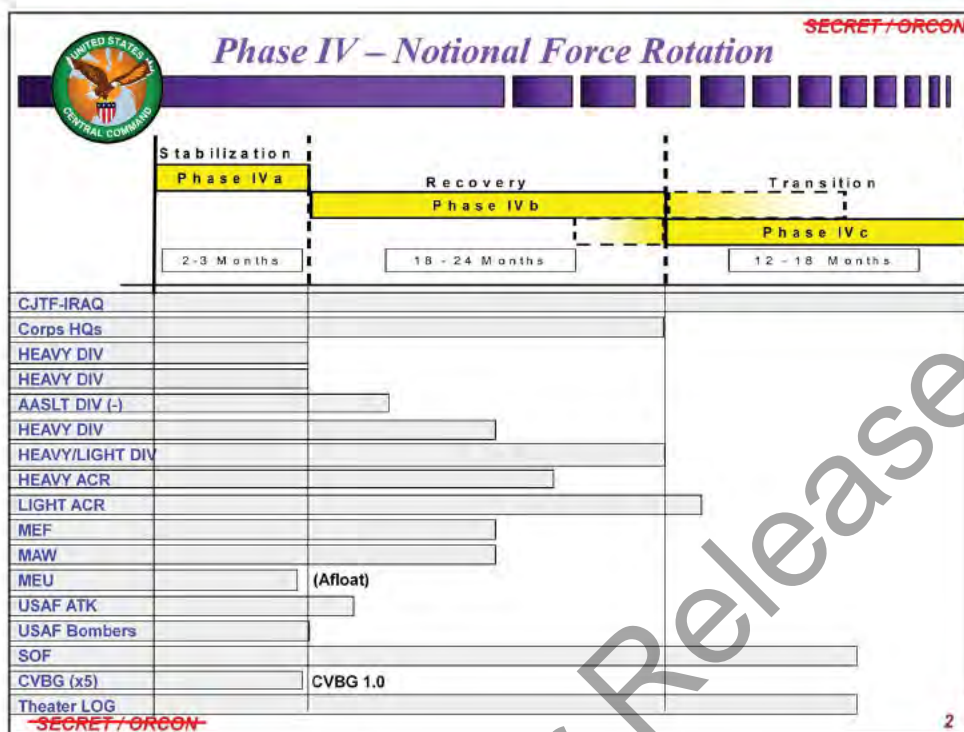 SECRET / ORCON
Phase IV – Notional Force Rotation
UNITED STATES
CENTRAL COMMAND
Stabilization
Phase IVa
Recovery
Phase IVb
Transition
Phase IVc
2-3 Months
18 - 24 Months
12 - 18 Months
CJTF-IRAQ
Corps HQs
HEAVY DIV
HEAVY DIV
AASLT DIV (-)
HEAVY DIV
HEAVY/LIGHT DIV
HEAVY ACR
LIGHT ACR
MEF
MAW
MEU (Afloat)
USAF ATK
USAF Bombers
SOF
CVBG (x5) CVBG 1.0
Theater LOG
SECRET / ORCON
2
Release